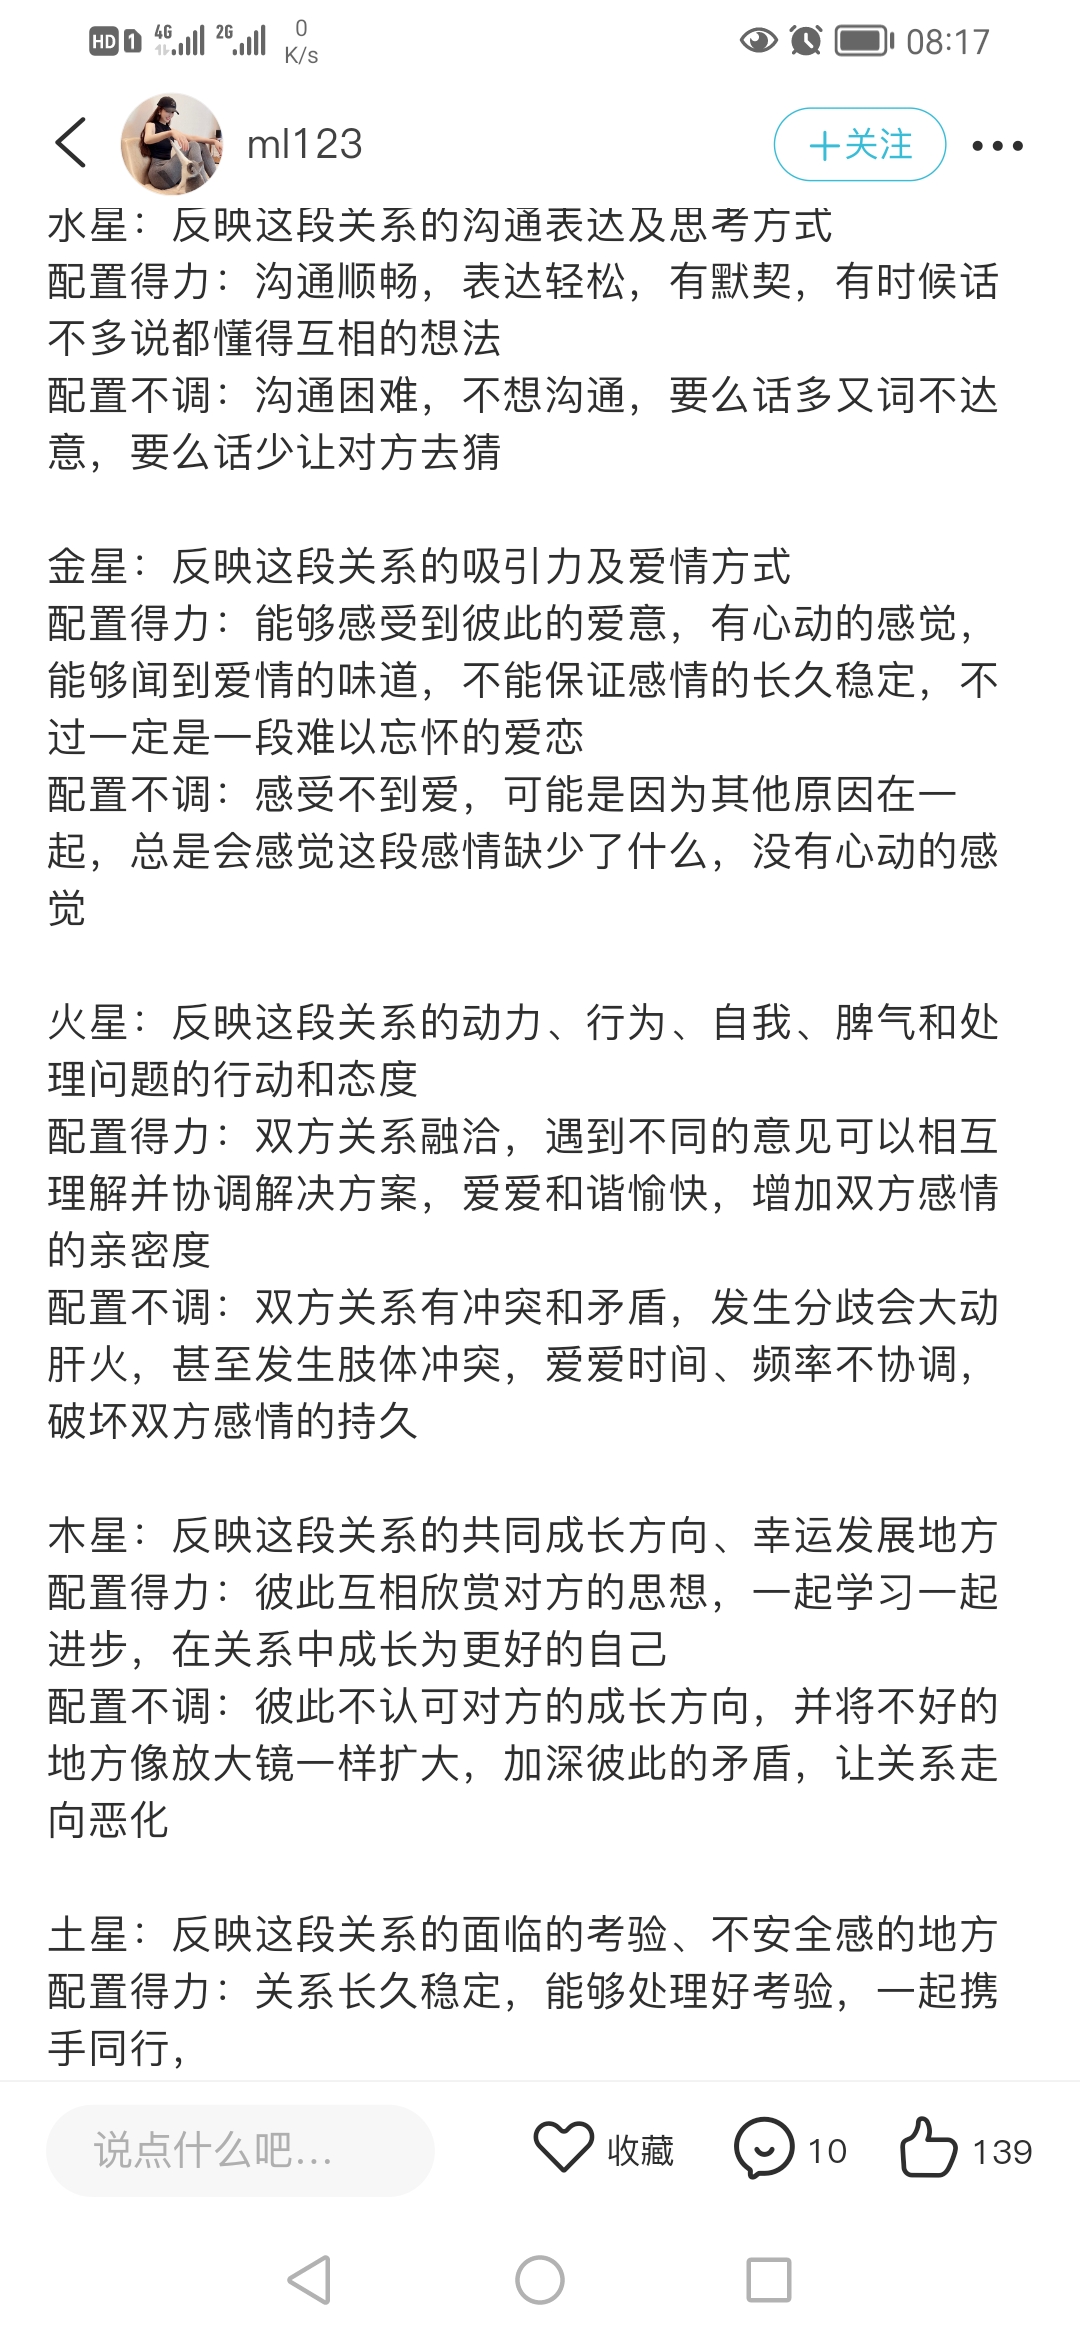 HD 1 4G 2G 0 K/s 08:17
ml123 +关注
水星：反映这段关系的沟通表达及思考方式
配置得力：沟通顺畅，表达轻松，有默契，有时候话
不多说都懂得互相的想法
配置不调：沟通困难，不想沟通，要么话多又词不达
意，要么话少让对方去猜
金星：反映这段关系的吸引力及爱情方式
配置得力：能够感受到彼此的爱意，有心动的感觉，
能够闻到爱情的味道，不能保证感情的长久稳定，不
过一定是一段难以忘怀的爱恋
配置不调：感受不到爱，可能是因为其他原因在一
起，总是会感觉这段感情缺少了什么，没有心动的感
觉
火星：反映这段关系的动力、行为、自我、脾气和处
理问题的行动和态度
配置得力：双方关系融洽，遇到不同的意见可以相互
理解并协调解决方案，爱爱和谐愉快，增加双方感情
的亲密度
配置不调：双方关系有冲突和矛盾，发生分歧会大动
肝火，甚至发生肢体冲突，爱爱时间、频率不协调，
破坏双方感情的持久
木星：反映这段关系的共同成长方向、幸运发展地方
配置得力：彼此互相欣赏对方的思想，一起学习一起
进步，在关系中成长为更好的自己
配置不调：彼此不认可对方的成长方向，并将不好的
地方像放大镜一样扩大，加深彼此的矛盾，让关系走
向恶化
土星：反映这段关系的面临的考验、不安全感的地方
配置得力：关系长久稳定，能够处理好考验，一起携
手同行，
说点什么吧... 收藏 10 139